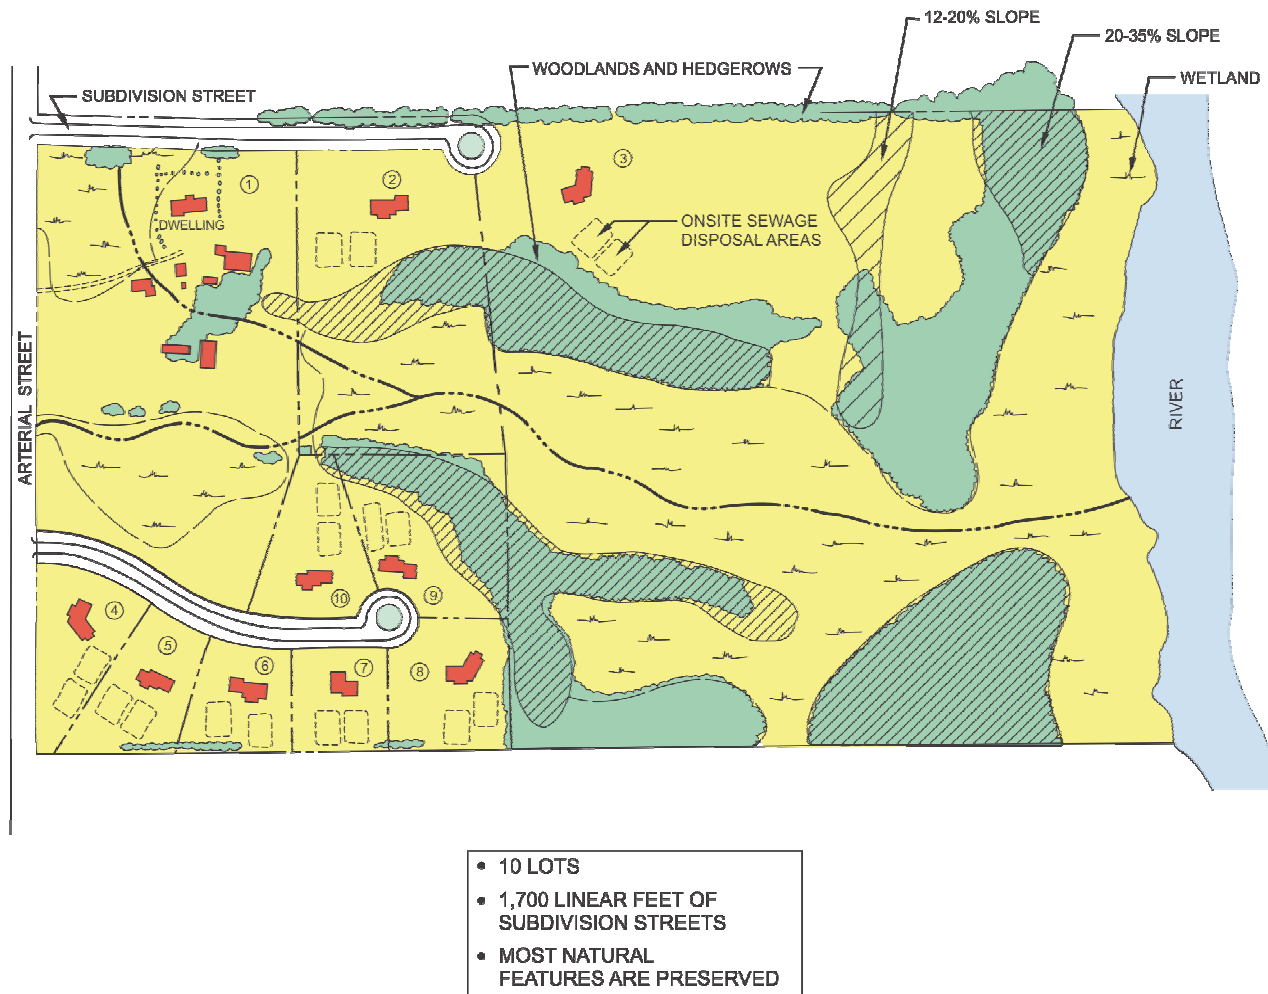 12-20% SLOPE
20-35% SLOPE
WOODLANDS AND HEDGEROWS
WETLAND
SUBDIVISION STREET
3
1
2
ONSITE SEWAGE
DISPOSAL AREAS
DWELLING
ARTERIAL STREET
RIVER
10
9
4
5
6
7
8
• 10 LOTS
• 1,700 LINEAR FEET OF
SUBDIVISION STREETS
• MOST NATURAL
FEATURES ARE PRESERVED